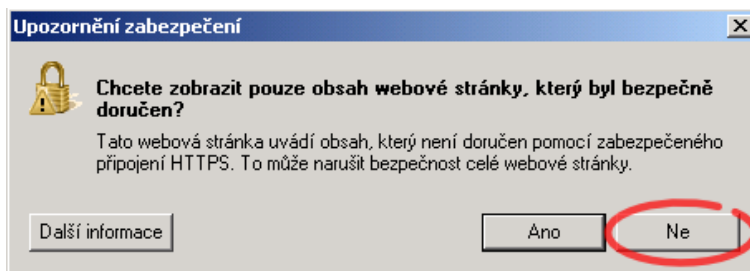 Upozornění zabezpečení
Chcete zobrazit pouze obsah webové stránky, který byl bezpečně
doručen?
Tato webová stránka uvádí obsah, který není doručen pomocí zabezpečeného
připojení HTTPS. To může narušit bezpečnost celé webové stránky.
Další informace
Ano
Ne